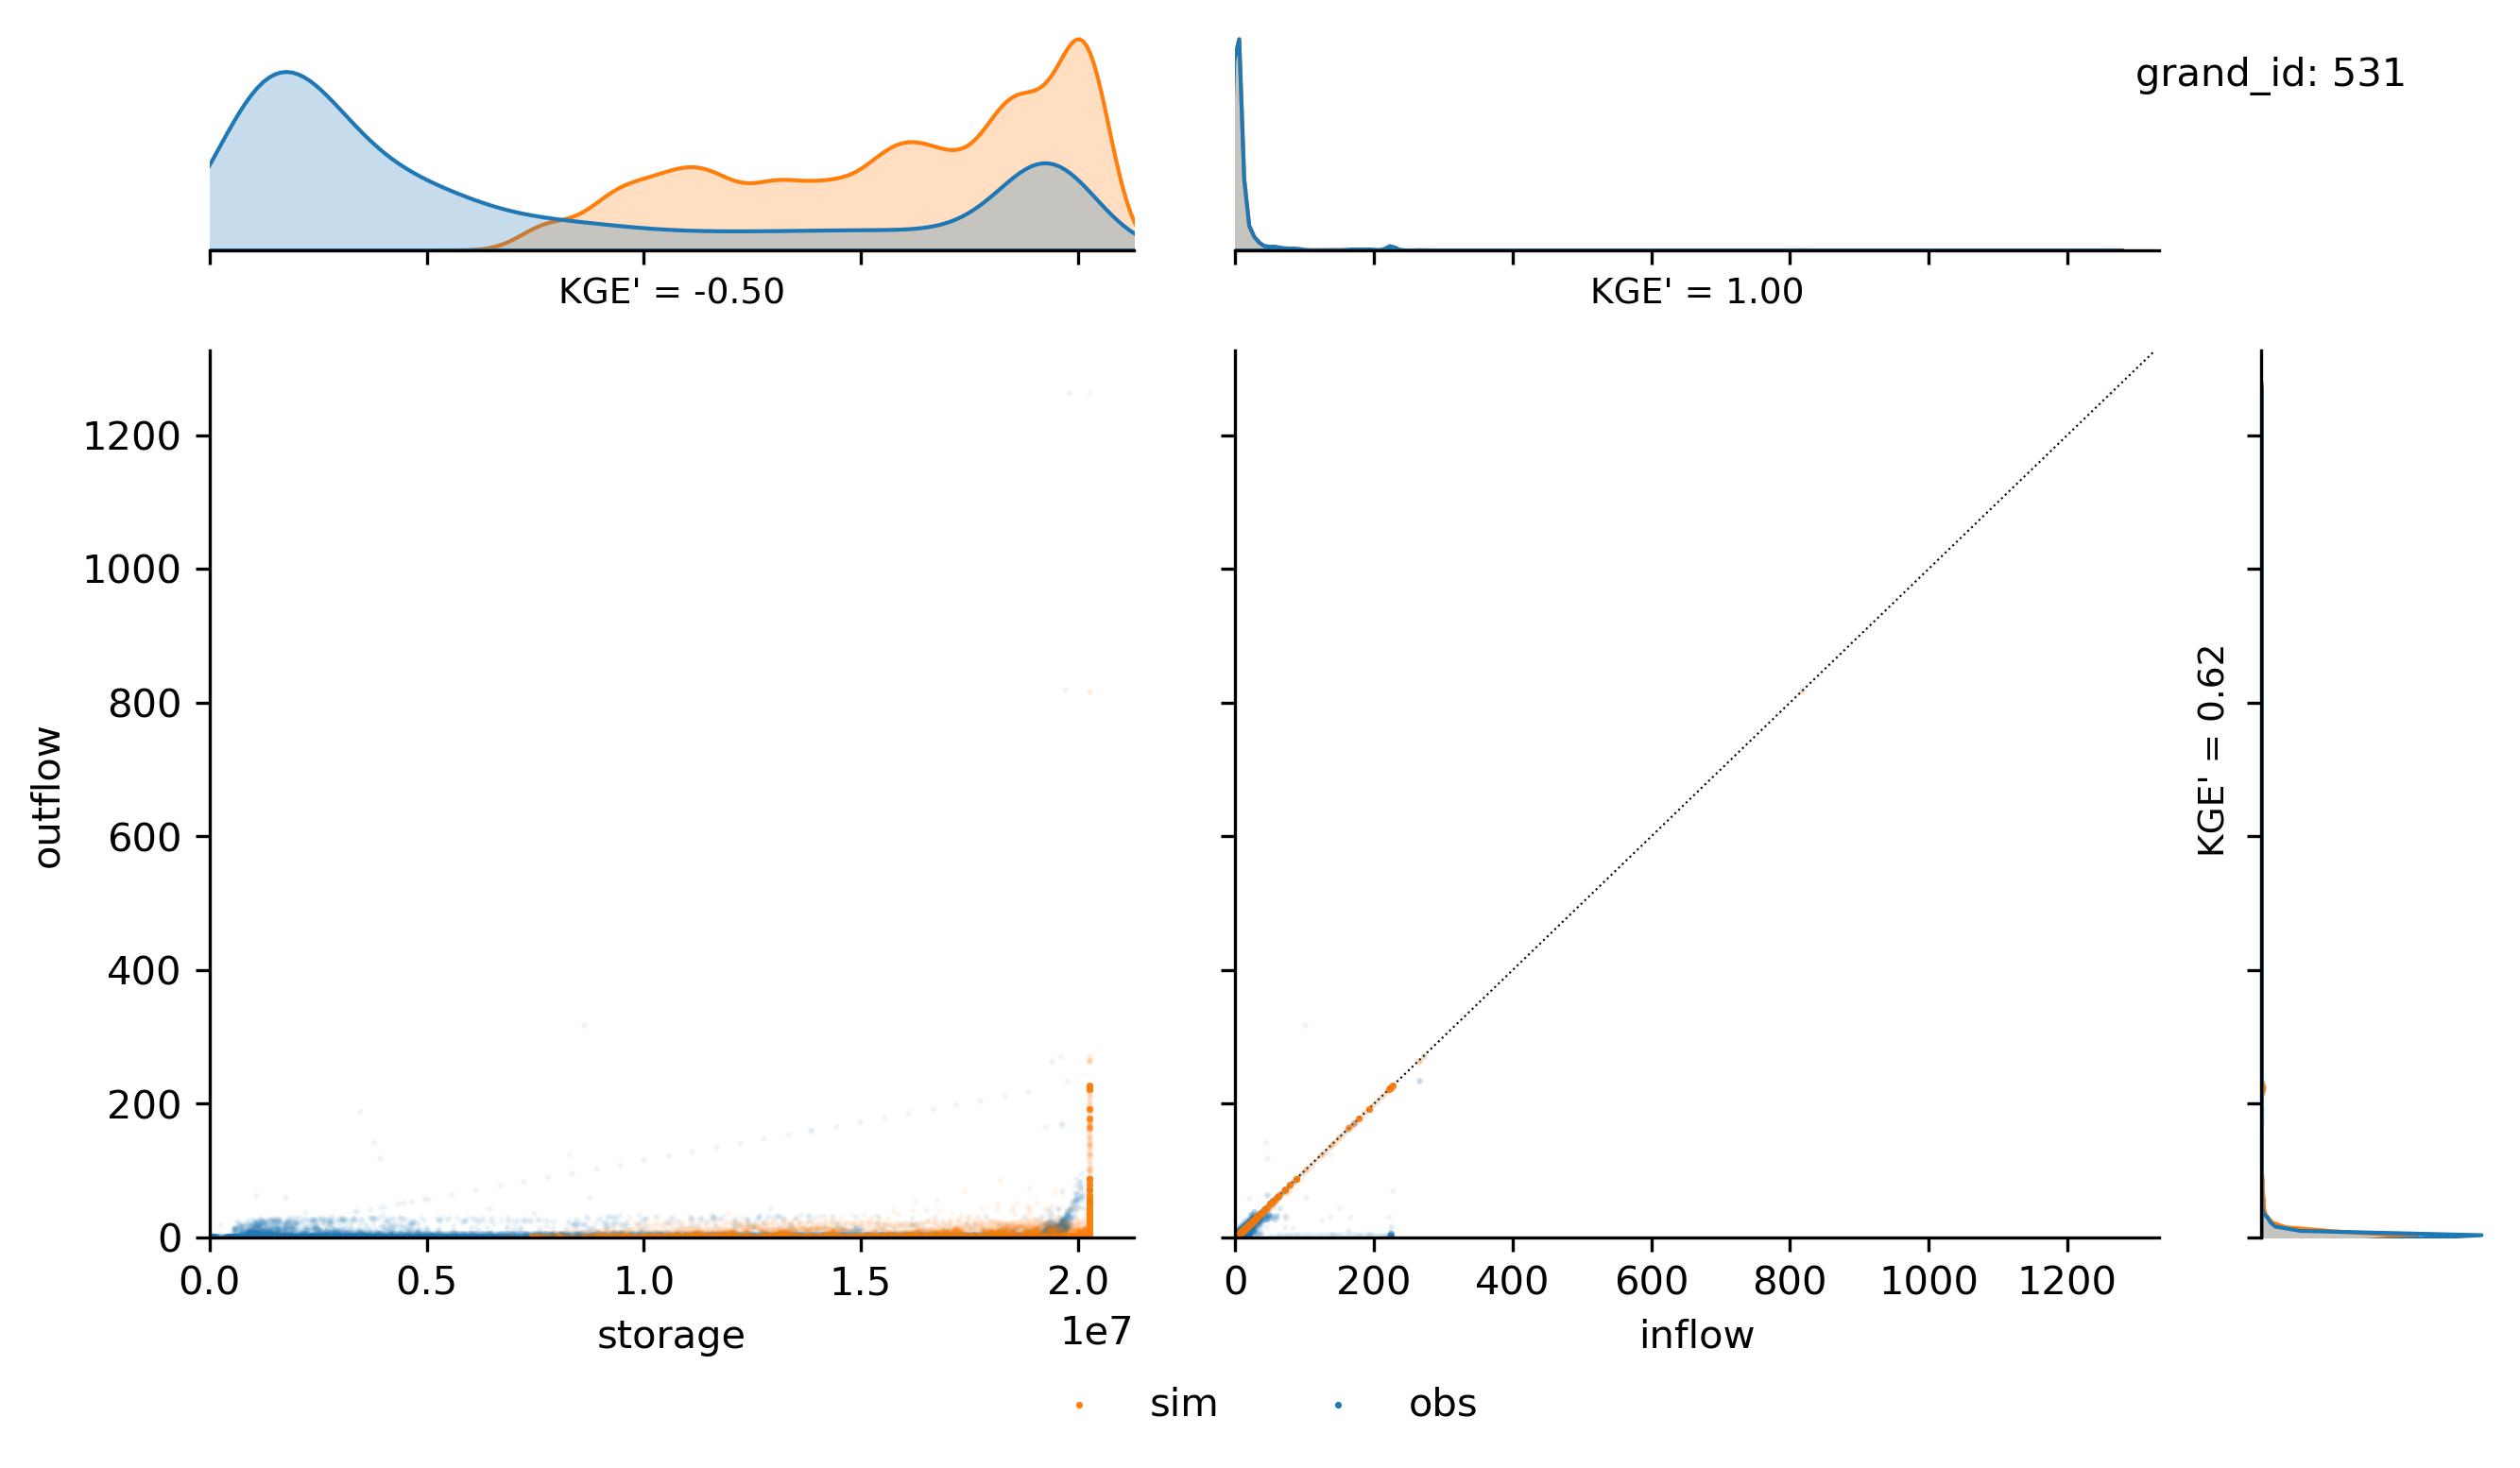 grand_id: 531
KGE' = -0.50
KGE' = 1.00
1200
1000
800
600
400
200
0
outflow
KGE' = 0.62
0.0 0.5 1.0 1.5 2.0
1e7
storage
0 200 400 600 800 1000 1200
inflow
sim obs